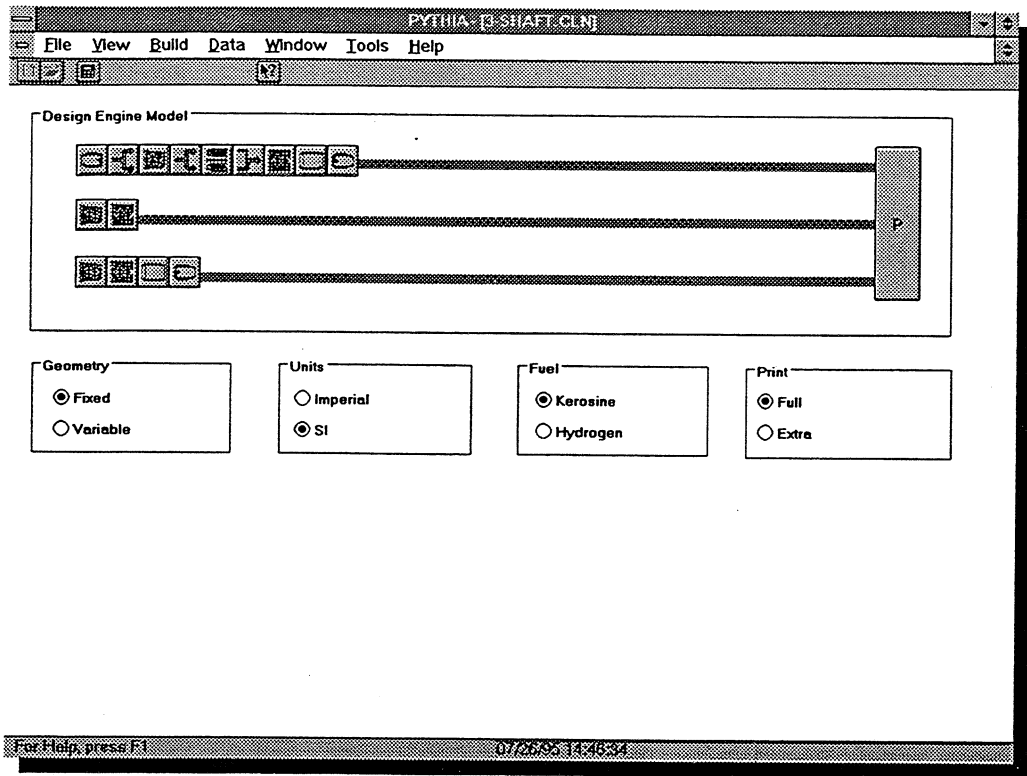 PYTHIA - [3-SHAFT.CLN]
File View Build Data Window Tools Help
Design Engine Model
P
Geometry
Fixed
Variable
Units
Imperial
SI
Fuel
Kerosine
Hydrogen
Print
Full
Extra
For Help, press F1
07/26/95 14:46:34